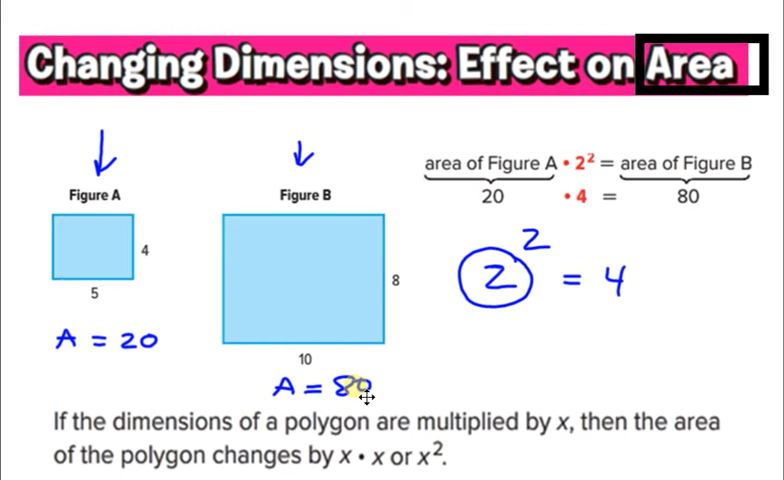 Changing Dimensions: Effect on Area
Figure A
4
5
A = 20
Figure B
8
10
A = 80
area of Figure A • 2² = area of Figure B
20 • 4 = 80
2² = 4
If the dimensions of a polygon are multiplied by x, then the area
of the polygon changes by x • x or x².